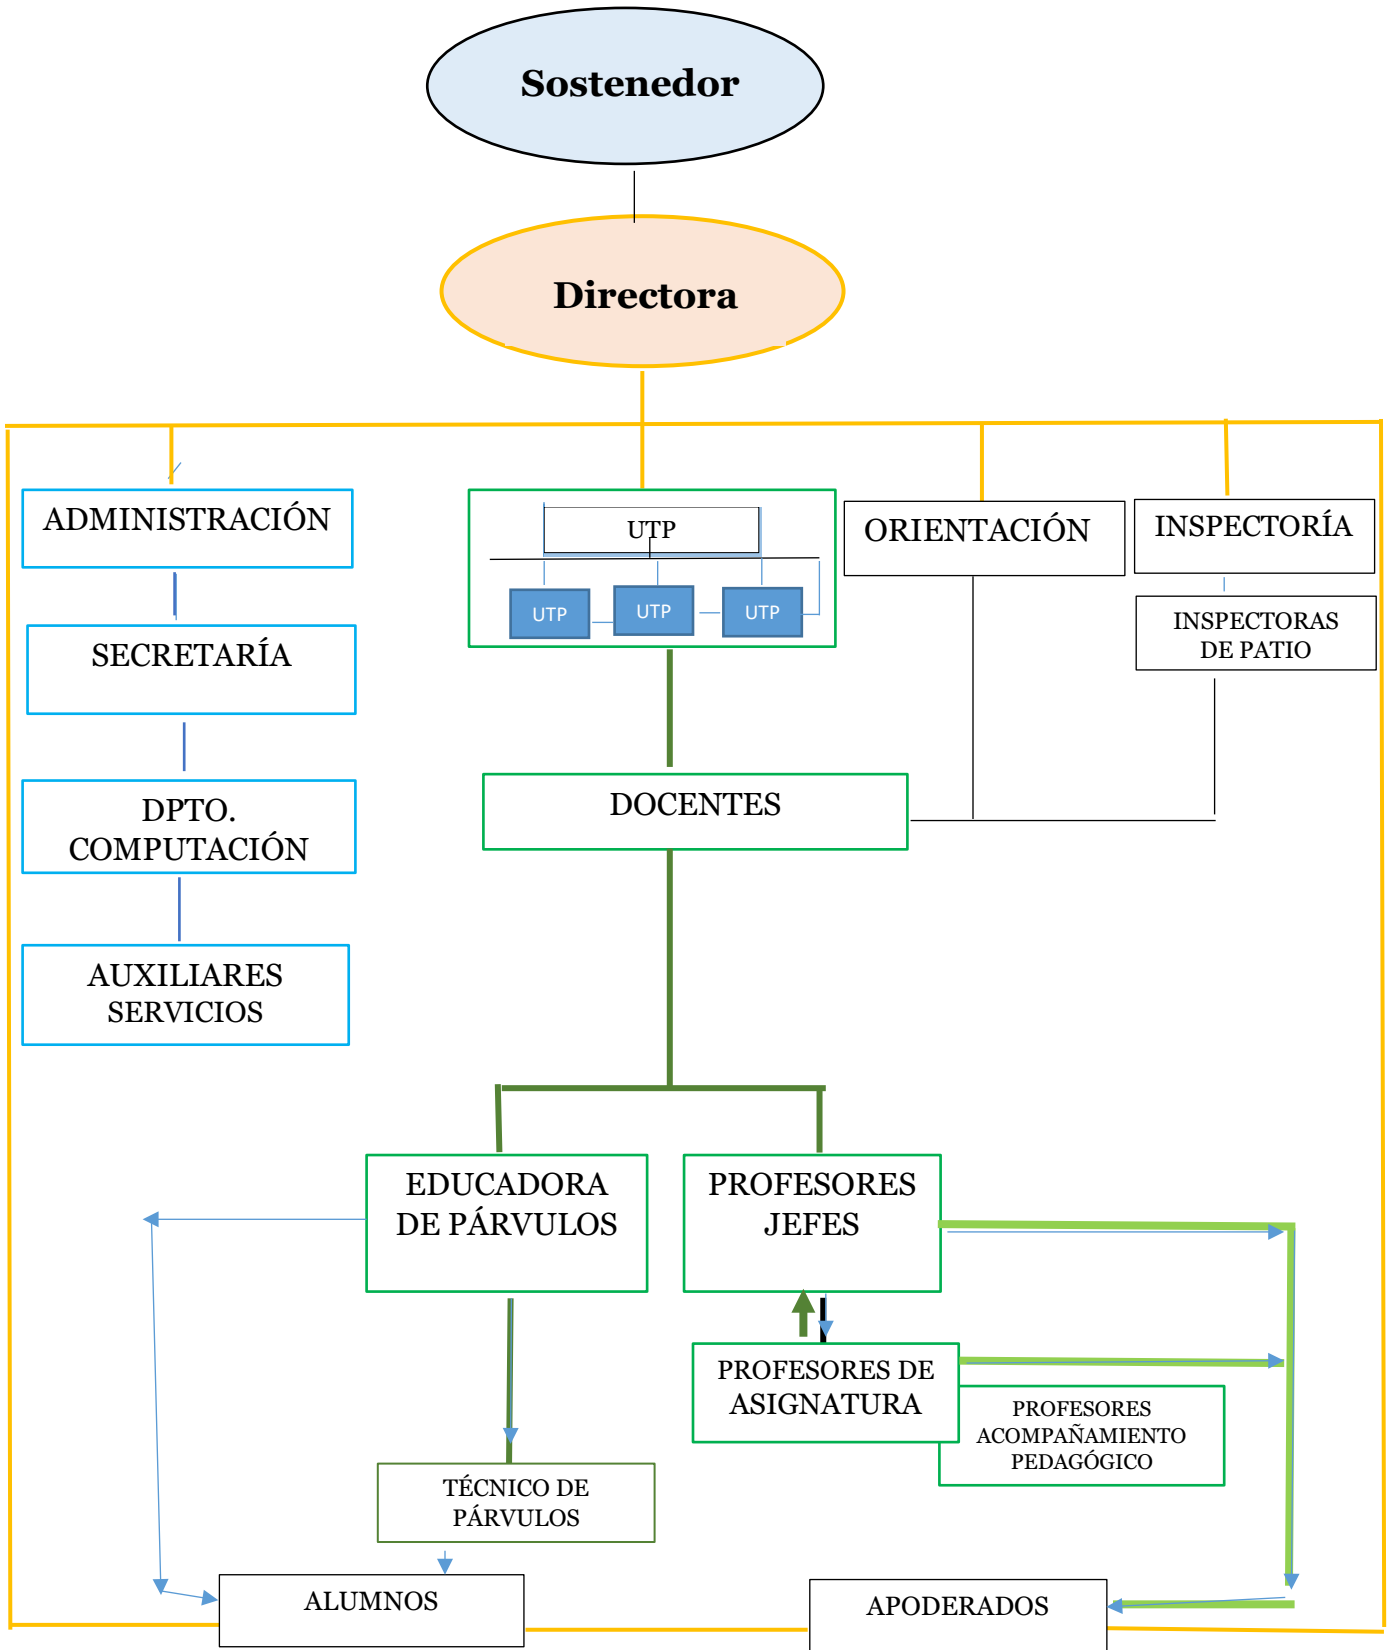 Sostenedor
Directora
ADMINISTRACIÓN
UTP
ORIENTACIÓN
INSPECTORÍA
UTP
UTP
UTP
INSPECTORAS
DE PATIO
SECRETARÍA
DPTO.
COMPUTACIÓN
DOCENTES
AUXILIARES
SERVICIOS
EDUCADORA
DE PÁRVULOS
PROFESORES
JEFES
PROFESORES DE
ASIGNATURA
PROFESORES
ACOMPAÑAMIENTO
PEDAGÓGICO
TÉCNICO DE
PÁRVULOS
ALUMNOS
APODERADOS